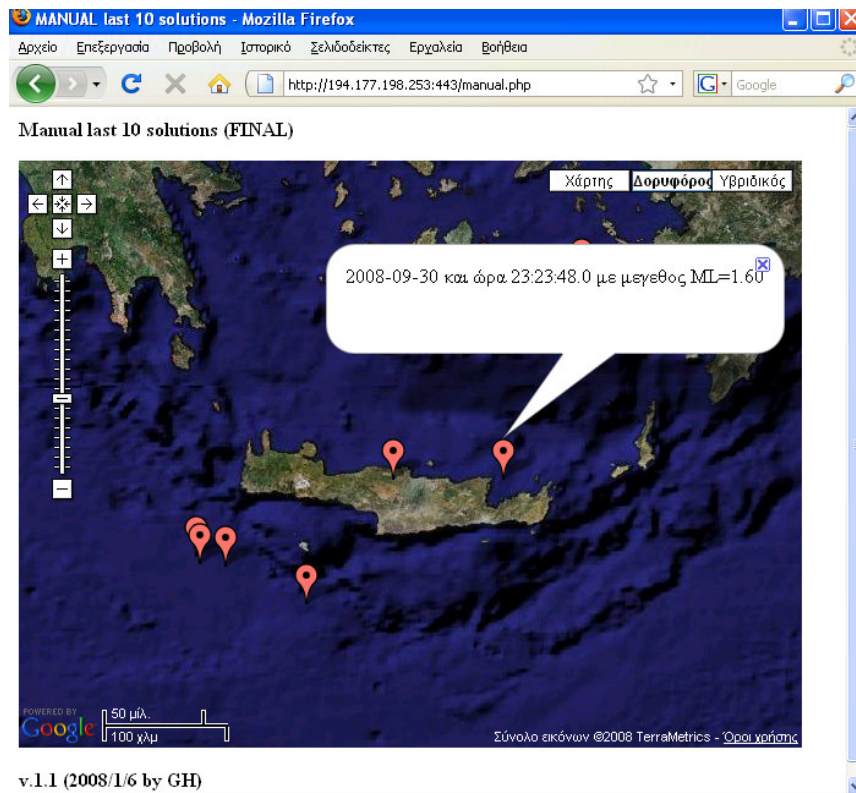 MANUAL last 10 solutions - Mozilla Firefox
Αρχείο Επεξεργασία Προβολή Ιστορικό Σελιδοδείκτες Εργαλεία Βοήθεια
http://194.177.198.253:443/manual.php
G Google
Manual last 10 solutions (FINAL)
Χάρτης Δορυφόρος Υβριδικός
2008-09-30 και ώρα 23:23:48.0 με μεγεθος ML=1.60
POWERED BY
Google
50 μίλ.
100 χλμ
Σύνολο εικόνων ©2008 TerraMetrics - Όροι χρήσης
v.1.1 (2008/1/6 by GH)